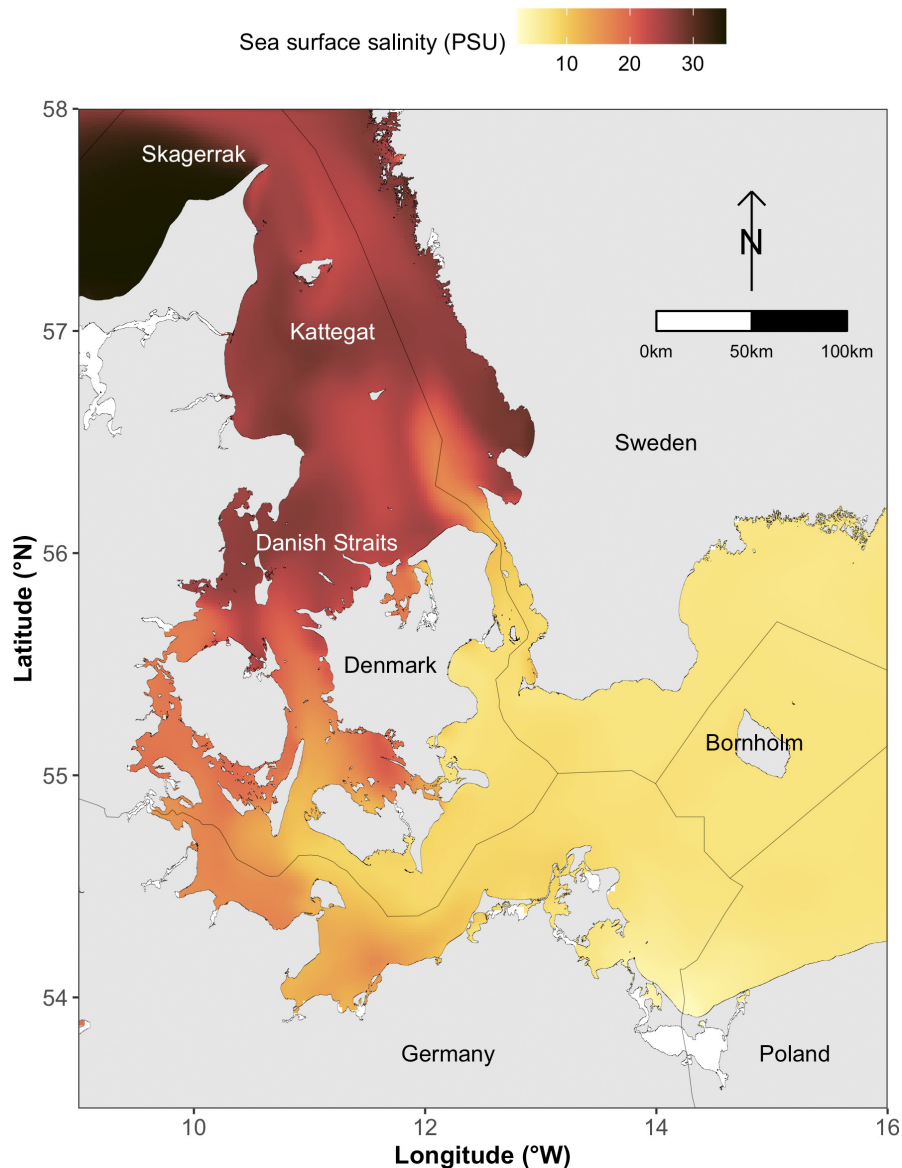 Sea surface salinity (PSU)
10 20 30
58
Skagerrak
N
57
Kattegat
0km 50km 100km
Sweden
56
Danish Straits
Latitude (°N)
Denmark
Bornholm
55
54
Germany
Poland
10 12 14 16
Longitude (°W)